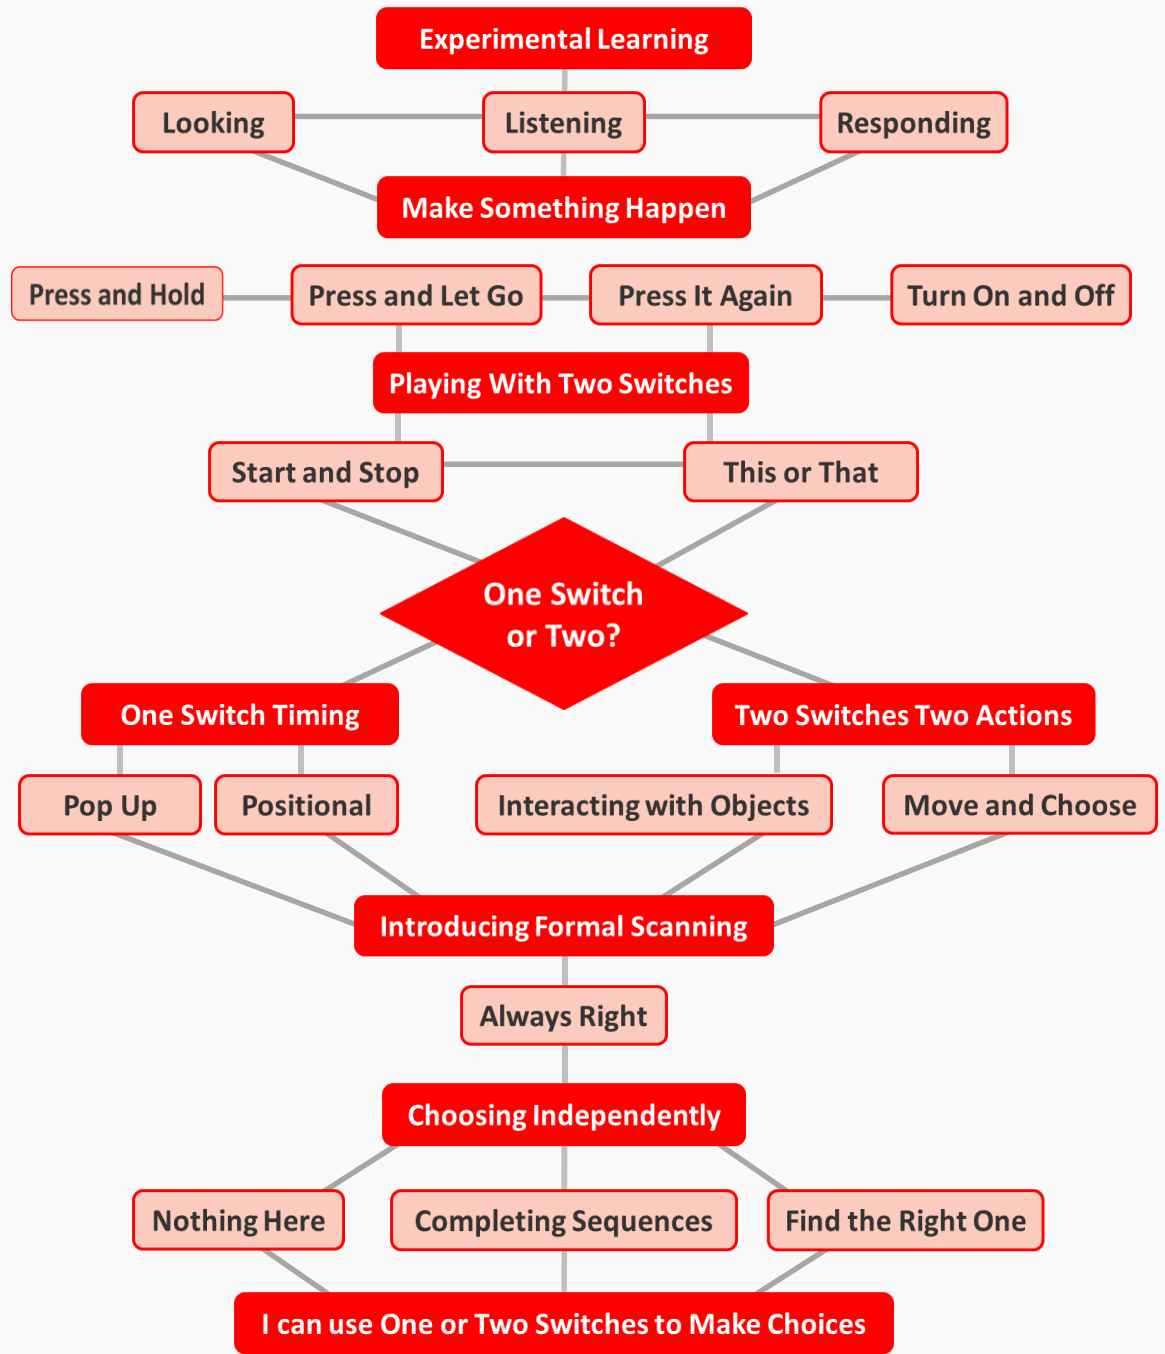 Experimental Learning
Looking
Listening
Responding
Make Something Happen
Press and Hold
Press and Let Go
Press It Again
Turn On and Off
Playing With Two Switches
Start and Stop
This or That
One Switch
or Two?
One Switch Timing
Two Switches Two Actions
Pop Up
Positional
Interacting with Objects
Move and Choose
Introducing Formal Scanning
Always Right
Choosing Independently
Nothing Here
Completing Sequences
Find the Right One
I can use One or Two Switches to Make Choices